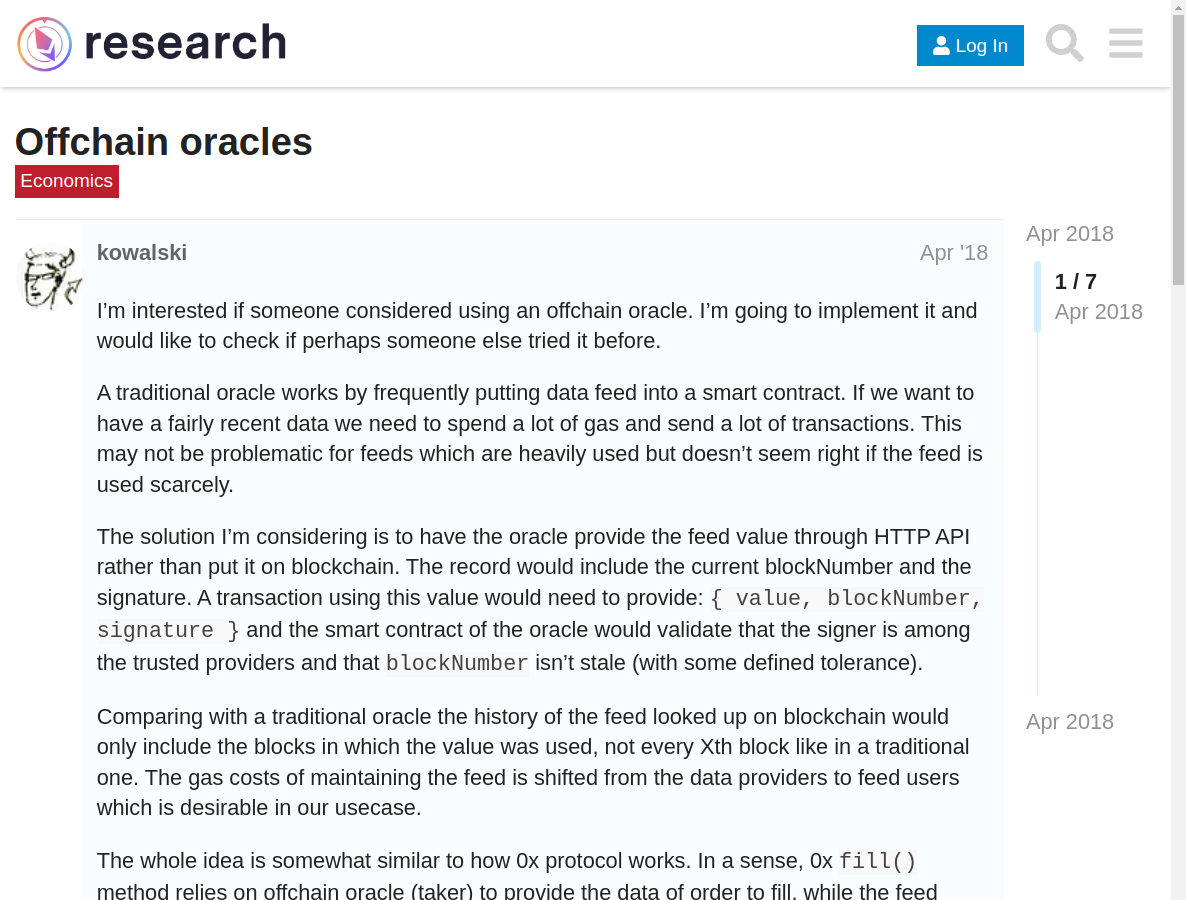 research
Log In
Offchain oracles
Economics
kowalski
Apr '18
I’m interested if someone considered using an offchain oracle. I’m going to implement it and
would like to check if perhaps someone else tried it before.
A traditional oracle works by frequently putting data feed into a smart contract. If we want to
have a fairly recent data we need to spend a lot of gas and send a lot of transactions. This
may not be problematic for feeds which are heavily used but doesn’t seem right if the feed is
used scarcely.
The solution I’m considering is to have the oracle provide the feed value through HTTP API
rather than put it on blockchain. The record would include the current blockNumber and the
signature. A transaction using this value would need to provide: { value, blockNumber,
signature } and the smart contract of the oracle would validate that the signer is among
the trusted providers and that blockNumber isn’t stale (with some defined tolerance).
Comparing with a traditional oracle the history of the feed looked up on blockchain would
only include the blocks in which the value was used, not every Xth block like in a traditional
one. The gas costs of maintaining the feed is shifted from the data providers to feed users
which is desirable in our usecase.
The whole idea is somewhat similar to how 0x protocol works. In a sense, 0x fill()
method relies on offchain oracle (taker) to provide the data of order to fill, while the feed
Apr 2018
1 / 7
Apr 2018
Apr 2018